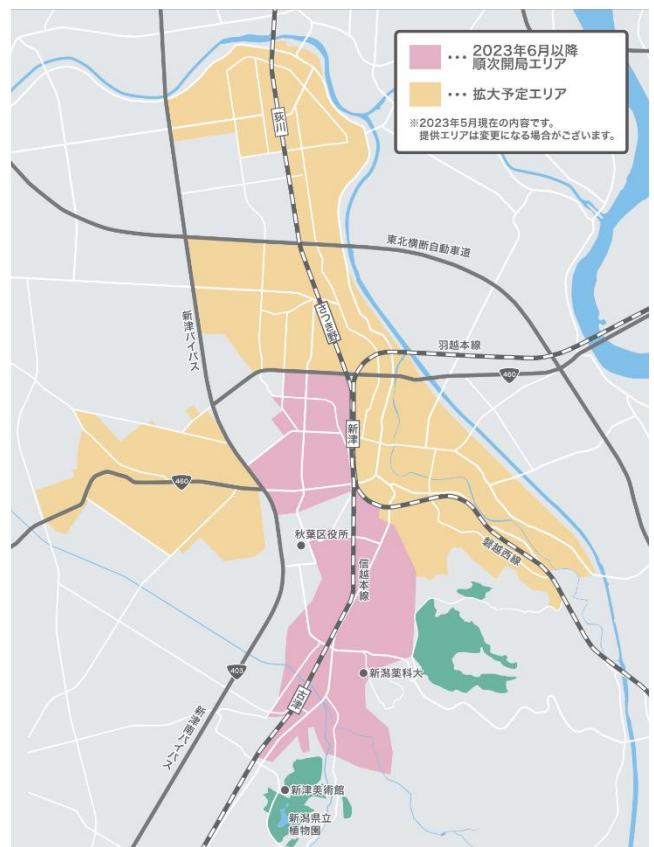 … 2023年6月以降
順次開局エリア
… 拡大予定エリア
※2023年5月現在の内容です。
提供エリアは変更になる場合がございます。
荻川
東北横断自動車道
新津バイパス
さつき野
羽越本線
460
新津
460
秋葉区役所
信越本線
磐越西線
403
新潟薬科大
古津
新津南バイパス
新津美術館
新潟県立
植物園